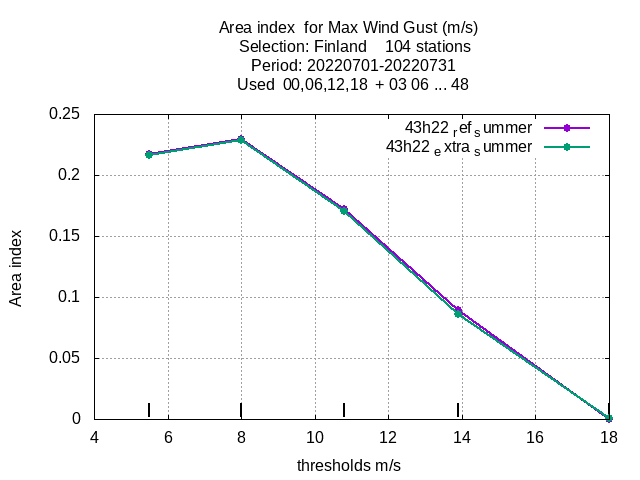 Area index  for Max Wind Gust (m/s)
Selection: Finland    104 stations
Period: 20220701-20220731
Used  00,06,12,18  + 03 06 ... 48
43h22 ref summer
43h22 extra summer
0.25
0.2
0.15
0.1
0.05
0
Area index
4 6 8 10 12 14 16 18
thresholds m/s